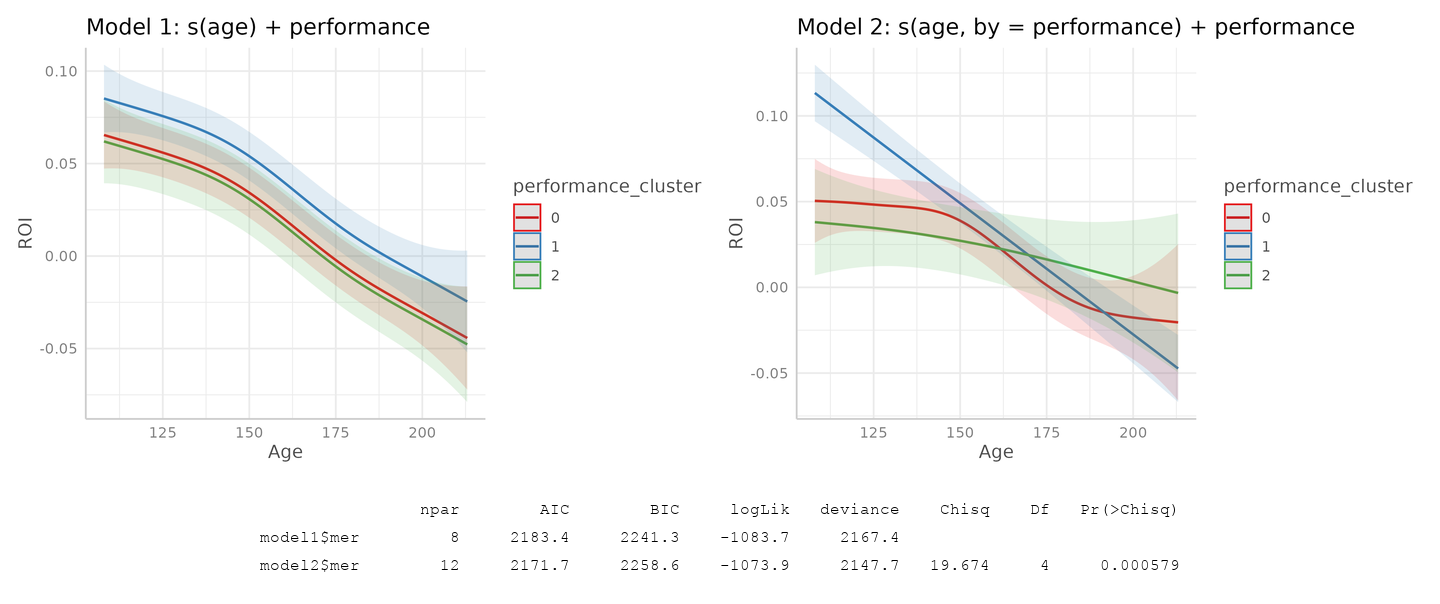 Model 1: s(age) + performance
0.10
0.05
0.00
-0.05
ROI
125 150 175 200
Age
performance_cluster
0
1
2
Model 2: s(age, by = performance) + performance
0.10
0.05
0.00
-0.05
ROI
125 150 175 200
Age
performance_cluster
0
1
2
npar AIC BIC logLik deviance Chisq Df Pr(>Chisq)
model1$mer 8 2183.4 2241.3 -1083.7 2167.4
model2$mer 12 2171.7 2258.6 -1073.9 2147.7 19.674 4 0.000579